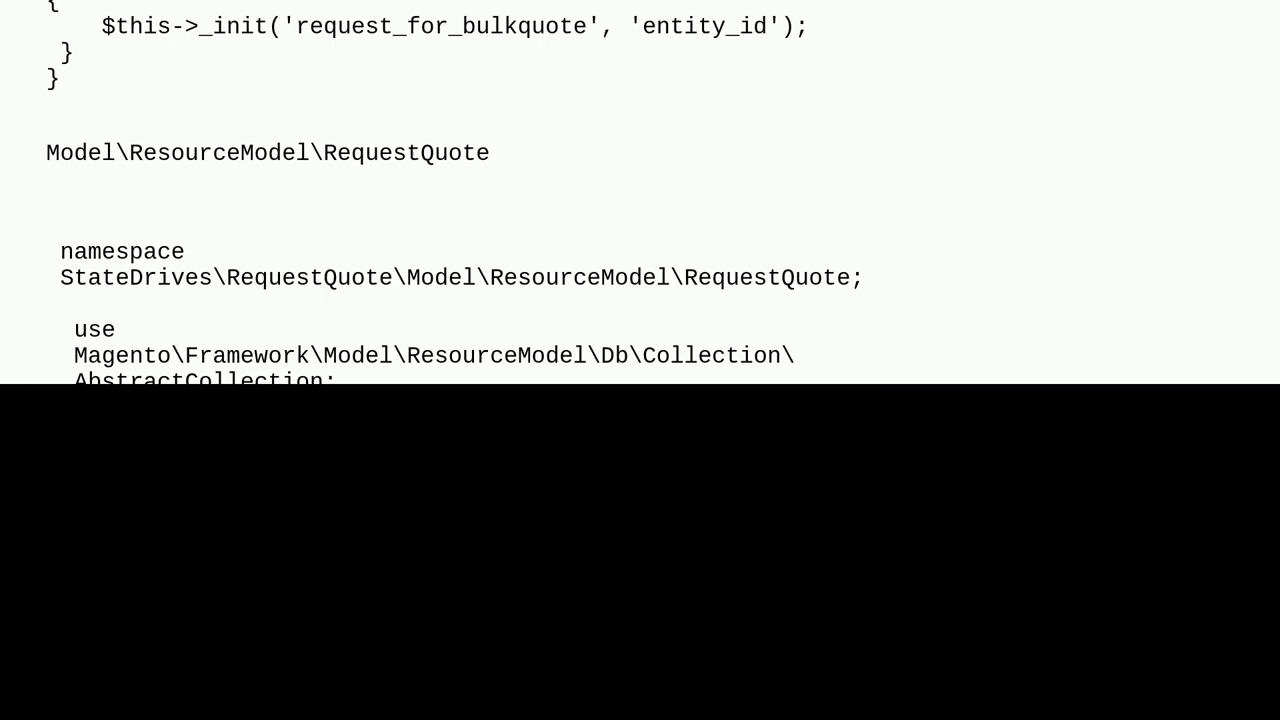 {
$this->_init('request_for_bulkquote', 'entity_id');
}
}
Model\ResourceModel\RequestQuote
namespace
StateDrives\RequestQuote\Model\ResourceModel\RequestQuote;
use
Magento\Framework\Model\ResourceModel\Db\Collection\
AbstractCollection;